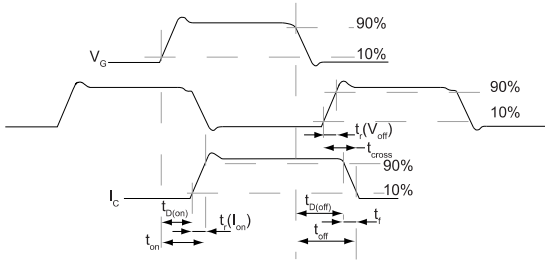 90%
V_G
10%
90%
10%
t_r(V_off)
t_cross
90%
I_C
10%
t_D(on)
t_r(I_on)
t_on
t_D(off)
t_f
t_off